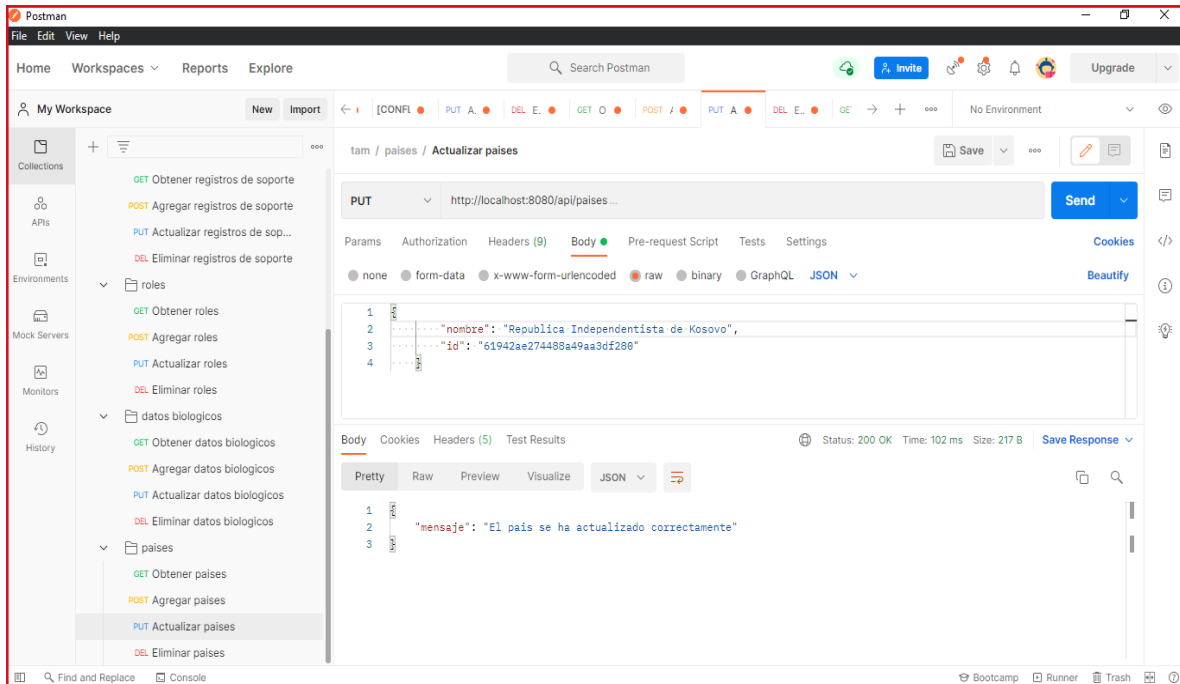 Postman
File Edit View Help
Home Workspaces Reports Explore
Search Postman
Invite
Upgrade
My Workspace
New Import
[CONFL
PUT A.
DEL E.
GET O
POST A
PUT A
DEL E..
GE
No Environment
Collections
APIs
Environments
Mock Servers
Monitors
History
GET Obtener registros de soporte
POST Agregar registros de soporte
PUT Actualizar registros de sop...
DEL Eliminar registros de soporte
roles
GET Obtener roles
POST Agregar roles
PUT Actualizar roles
DEL Eliminar roles
datos biologicos
GET Obtener datos biologicos
POST Agregar datos biologicos
PUT Actualizar datos biologicos
DEL Eliminar datos biologicos
paises
GET Obtener paises
POST Agregar paises
PUT Actualizar paises
DEL Eliminar paises
tam / paises / Actualizar paises
Save
PUT
http://localhost:8080/api/paises ...
Send
Params Authorization Headers (9) Body Pre-request Script Tests Settings
Cookies
none form-data x-www-form-urlencoded raw binary GraphQL JSON
Beautify
1 {
2 "nombre": "Republica Independentista de Kosovo",
3 "id": "61942ae274488a49aa3df280"
4 }
Body Cookies Headers (5) Test Results
Status: 200 OK Time: 102 ms Size: 217 B
Save Response
Pretty Raw Preview Visualize JSON
1 {
2 "mensaje": "El pais se ha actualizado correctamente"
3 }
Find and Replace Console
Bootcamp Runner Trash